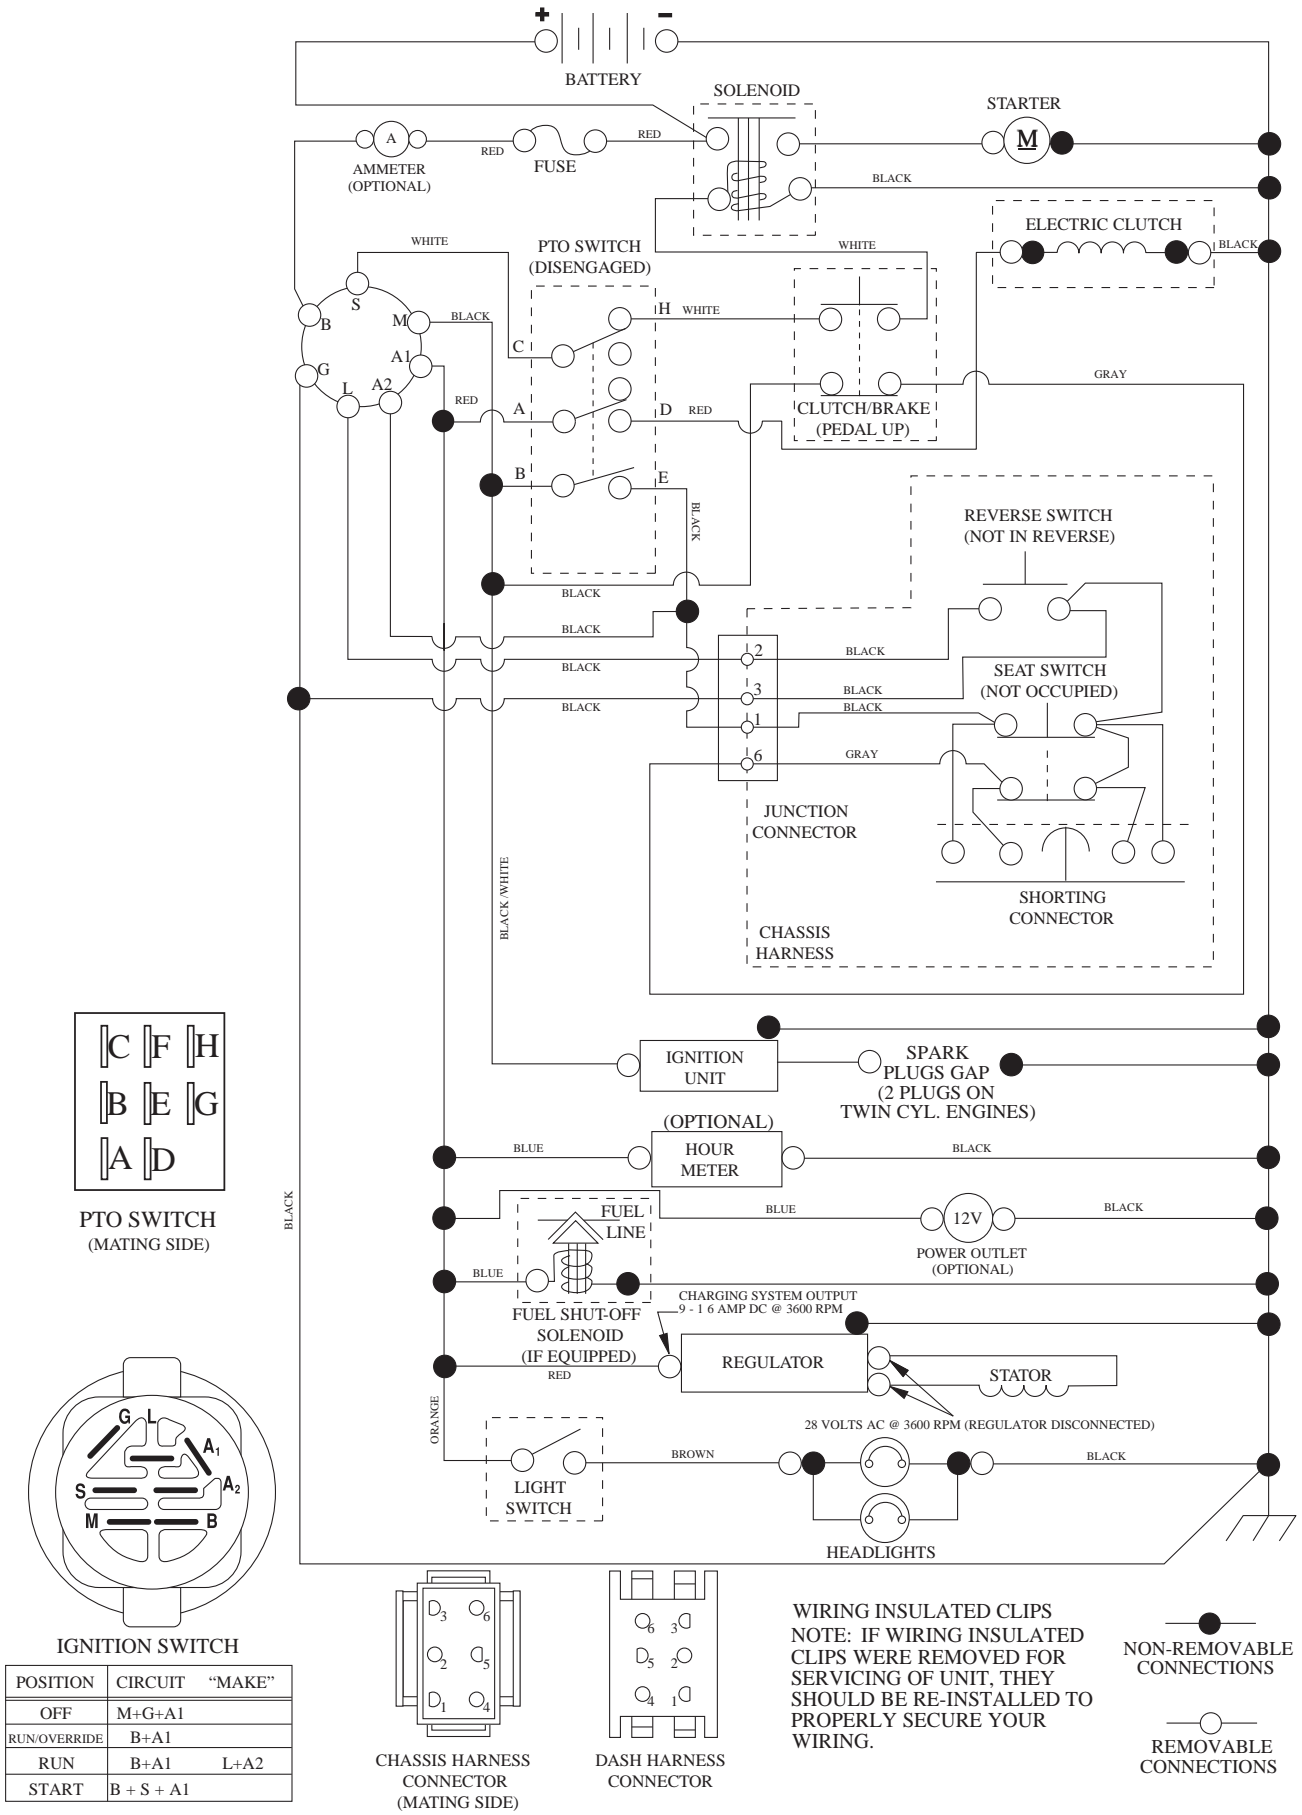 +
−
BATTERY
SOLENOID
STARTER
A
RED
RED
M
AMMETER
(OPTIONAL)
FUSE
BLACK
ELECTRIC CLUTCH
WHITE
PTO SWITCH
(DISENGAGED)
WHITE
BLACK
S
B
M
BLACK
H
WHITE
C
A1
G
GRAY
A2
L
RED
A
D
RED
CLUTCH/BRAKE
(PEDAL UP)
B
E
BLACK
REVERSE SWITCH
(NOT IN REVERSE)
BLACK
BLACK
2
BLACK
BLACK
SEAT SWITCH
(NOT OCCUPIED)
3
BLACK
BLACK
BLACK
1
6
GRAY
JUNCTION
CONNECTOR
BLACK /WHITE
SHORTING
CONNECTOR
CHASSIS
HARNESS
C F H
B E G
A D
PTO SWITCH
(MATING SIDE)
IGNITION
UNIT
SPARK
PLUGS GAP
(2 PLUGS ON
TWIN CYL. ENGINES)
(OPTIONAL)
BLUE
HOUR
METER
BLACK
BLACK
FUEL
LINE
BLUE
12V
BLACK
POWER OUTLET
(OPTIONAL)
BLUE
FUEL SHUT-OFF
SOLENOID
(IF EQUIPPED)
CHARGING SYSTEM OUTPUT
9 - 1 6 AMP DC @ 3600 RPM
RED
REGULATOR
STATOR
28 VOLTS AC @ 3600 RPM (REGULATOR DISCONNECTED)
ORANGE
BROWN
BLACK
LIGHT
SWITCH
HEADLIGHTS
G L
A1
S
A2
M
B
IGNITION SWITCH
POSITION CIRCUIT “MAKE”
OFF M+G+A1
RUN/OVERRIDE B+A1
RUN B+A1 L+A2
START B + S + A1
3 6
2 5
1 4
CHASSIS HARNESS
CONNECTOR
(MATING SIDE)
6 3
5 2
4 1
DASH HARNESS
CONNECTOR
WIRING INSULATED CLIPS
NOTE: IF WIRING INSULATED
CLIPS WERE REMOVED FOR
SERVICING OF UNIT, THEY
SHOULD BE RE-INSTALLED TO
PROPERLY SECURE YOUR
WIRING.
NON-REMOVABLE
CONNECTIONS
REMOVABLE
CONNECTIONS